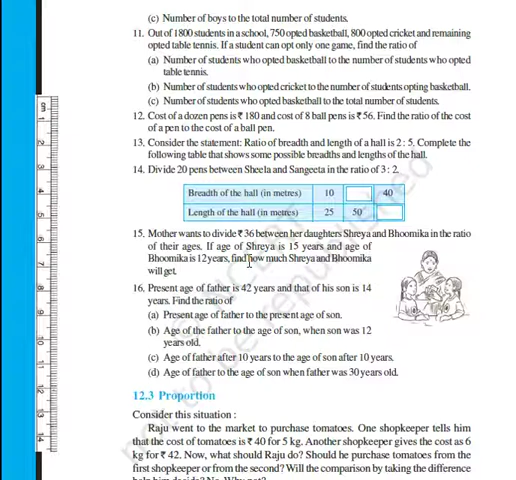 (c) Number of boys to the total number of students.
11. Out of 1800 students in a school, 750 opted basketball, 800 opted cricket and remaining
opted table tennis. If a student can opt only one game, find the ratio of
(a) Number of students who opted basketball to the number of students who opted
table tennis.
(b) Number of students who opted cricket to the number of students opting basketball.
(c) Number of students who opted basketball to the total number of students.
12. Cost of a dozen pens is ₹ 180 and cost of 8 ball pens is ₹ 56. Find the ratio of the cost
of a pen to the cost of a ball pen.
13. Consider the statement: Ratio of breadth and length of a hall is 2 : 5. Complete the
following table that shows some possible breadths and lengths of the hall.
14. Divide 20 pens between Sheela and Sangeeta in the ratio of 3 : 2.
Breadth of the hall (in metres) 10 40
Length of the hall (in metres) 25 50
15. Mother wants to divide ₹ 36 between her daughters Shreya and Bhoomika in the ratio
of their ages. If age of Shreya is 15 years and age of
Bhoomika is 12 years, find how much Shreya and Bhoomika
will get.
16. Present age of father is 42 years and that of his son is 14
years. Find the ratio of
(a) Present age of father to the present age of son.
(b) Age of the father to the age of son, when son was 12
years old.
(c) Age of father after 10 years to the age of son after 10 years.
(d) Age of father to the age of son when father was 30 years old.
12.3 Proportion
Consider this situation :
Raju went to the market to purchase tomatoes. One shopkeeper tells him
that the cost of tomatoes is ₹ 40 for 5 kg. Another shopkeeper gives the cost as 6
kg for ₹ 42. Now, what should Raju do? Should he purchase tomatoes from the
first shopkeeper or from the second? Will the comparison by taking the difference
help him decide? No. Why not?